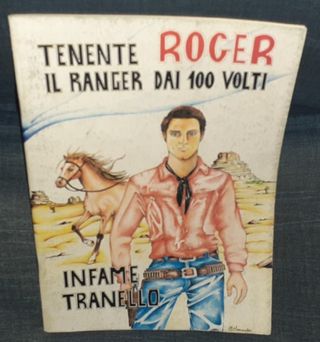 TENENTE ROGER
IL RANGER DAI 100 VOLTI
INFAME
TRANELLO